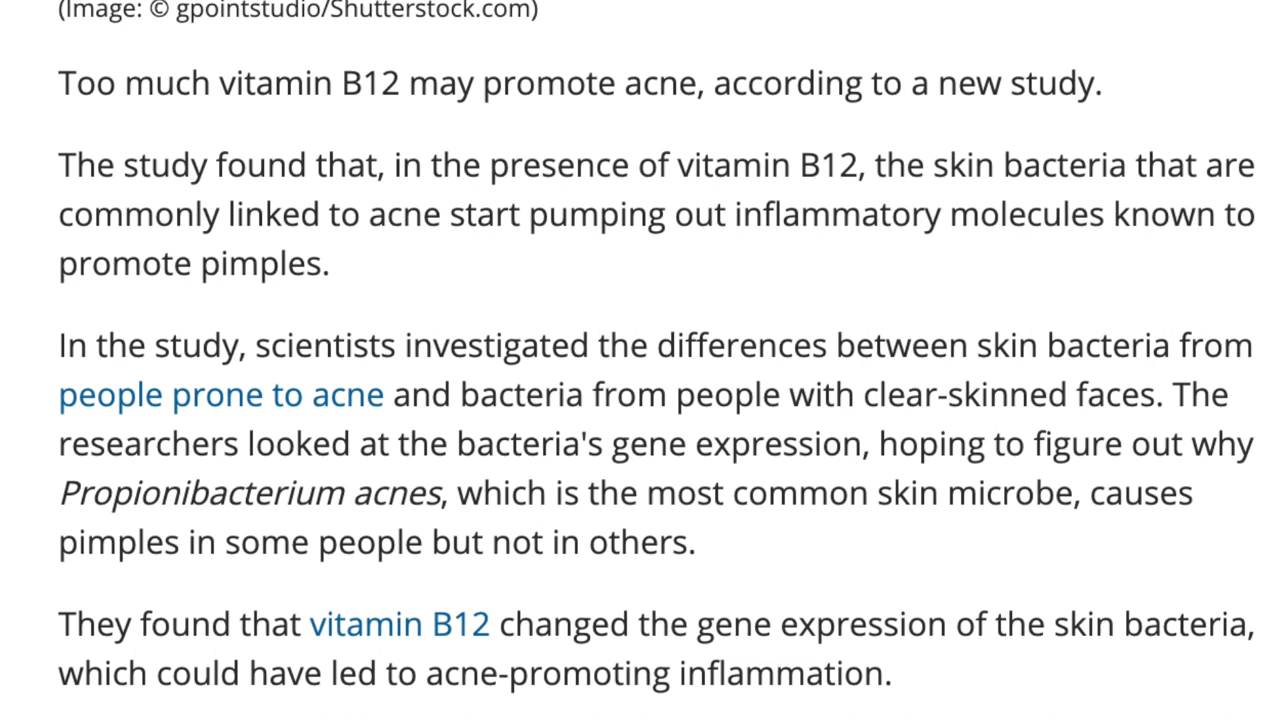 (Image: © gpointstudio/Shutterstock.com)
Too much vitamin B12 may promote acne, according to a new study.
The study found that, in the presence of vitamin B12, the skin bacteria that are
commonly linked to acne start pumping out inflammatory molecules known to
promote pimples.
In the study, scientists investigated the differences between skin bacteria from
people prone to acne and bacteria from people with clear-skinned faces. The
researchers looked at the bacteria's gene expression, hoping to figure out why
Propionibacterium acnes, which is the most common skin microbe, causes
pimples in some people but not in others.
They found that vitamin B12 changed the gene expression of the skin bacteria,
which could have led to acne-promoting inflammation.